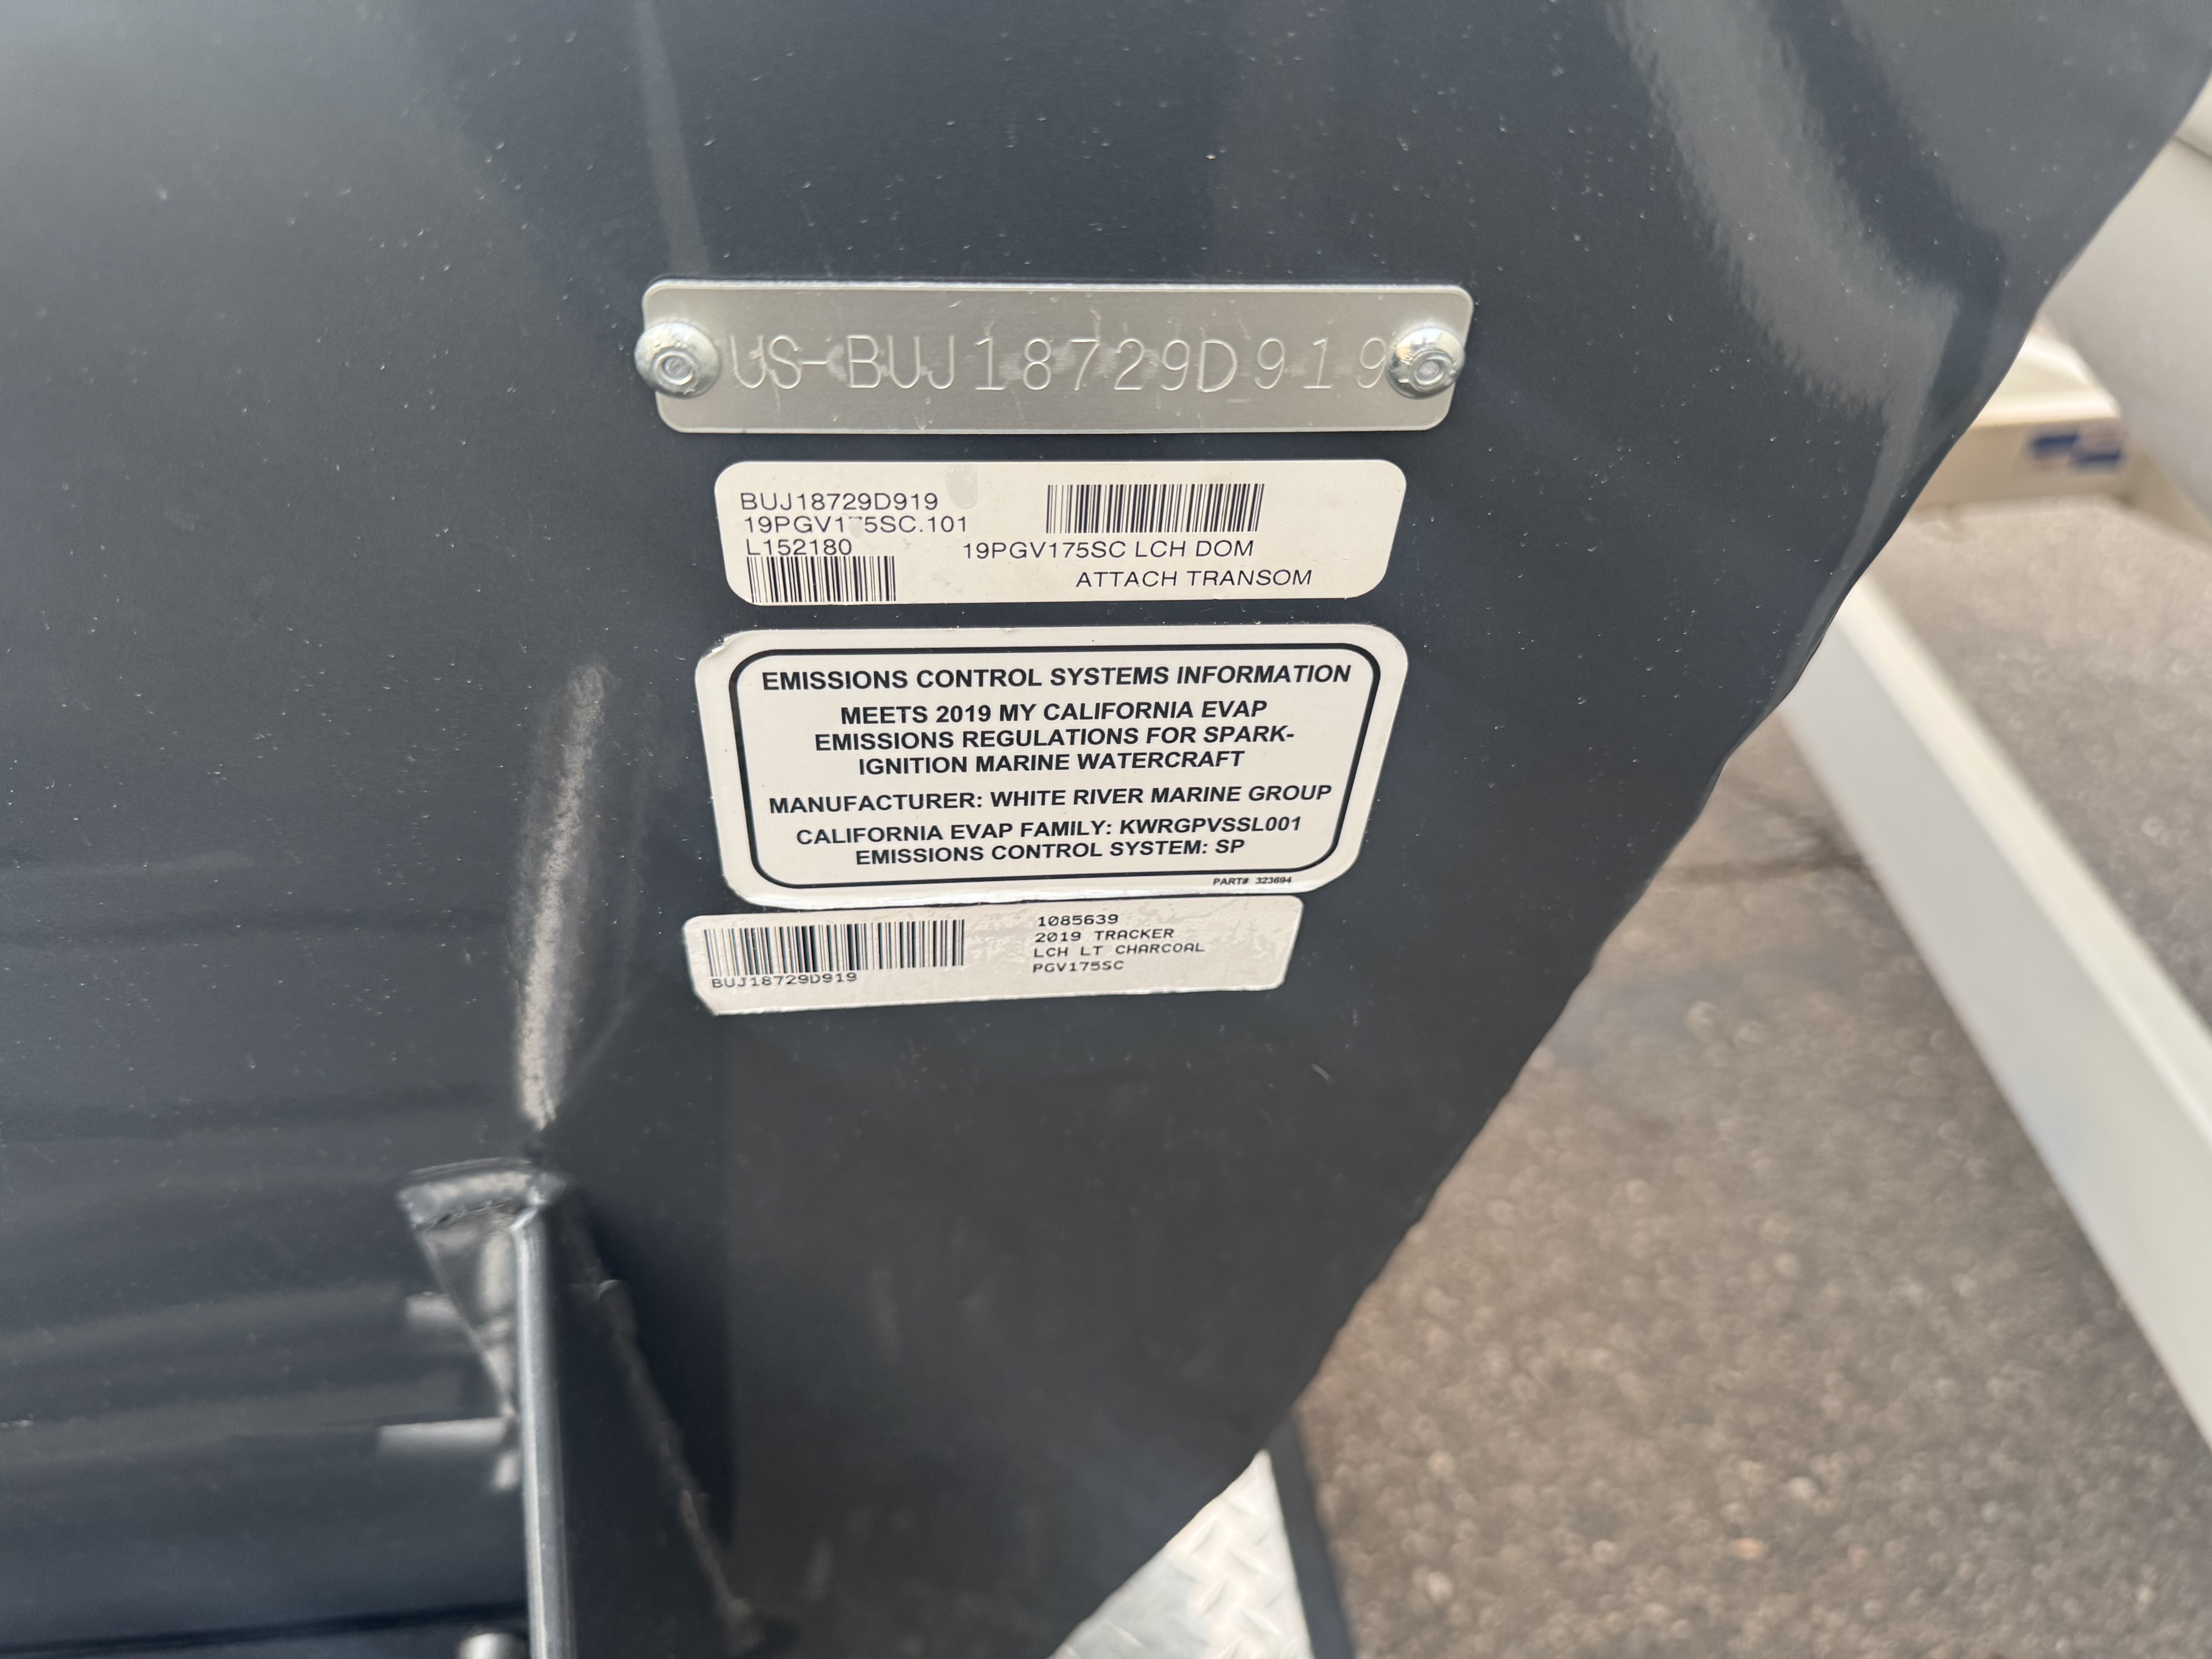 US-BUJ18729D919
BUJ18729D919
19PGV175SC.101
L152180
19PGV175SC LCH DOM
ATTACH TRANSOM
EMISSIONS CONTROL SYSTEMS INFORMATION
MEETS 2019 MY CALIFORNIA EVAP
EMISSIONS REGULATIONS FOR SPARK-
IGNITION MARINE WATERCRAFT
MANUFACTURER: WHITE RIVER MARINE GROUP
CALIFORNIA EVAP FAMILY: KWRGPVSSL001
EMISSIONS CONTROL SYSTEM: SP
PART# 323694
BUJ18729D919
1085639
2019 TRACKER
LCH LT CHARCOAL
PGV175SC